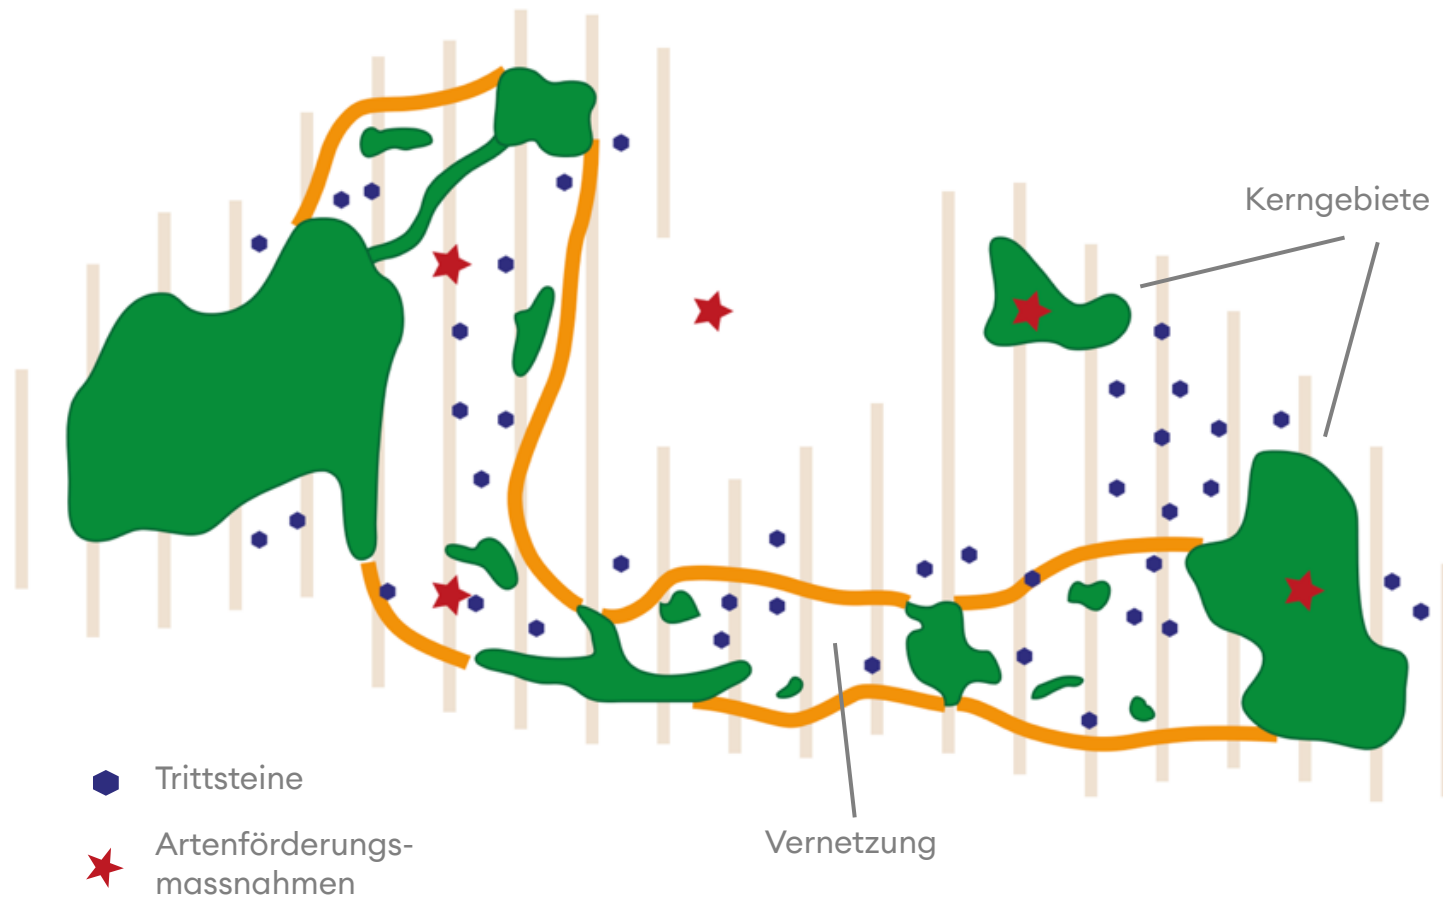 Kerngebiete
Trittsteine
Vernetzung
Artenförderungs-
massnahmen